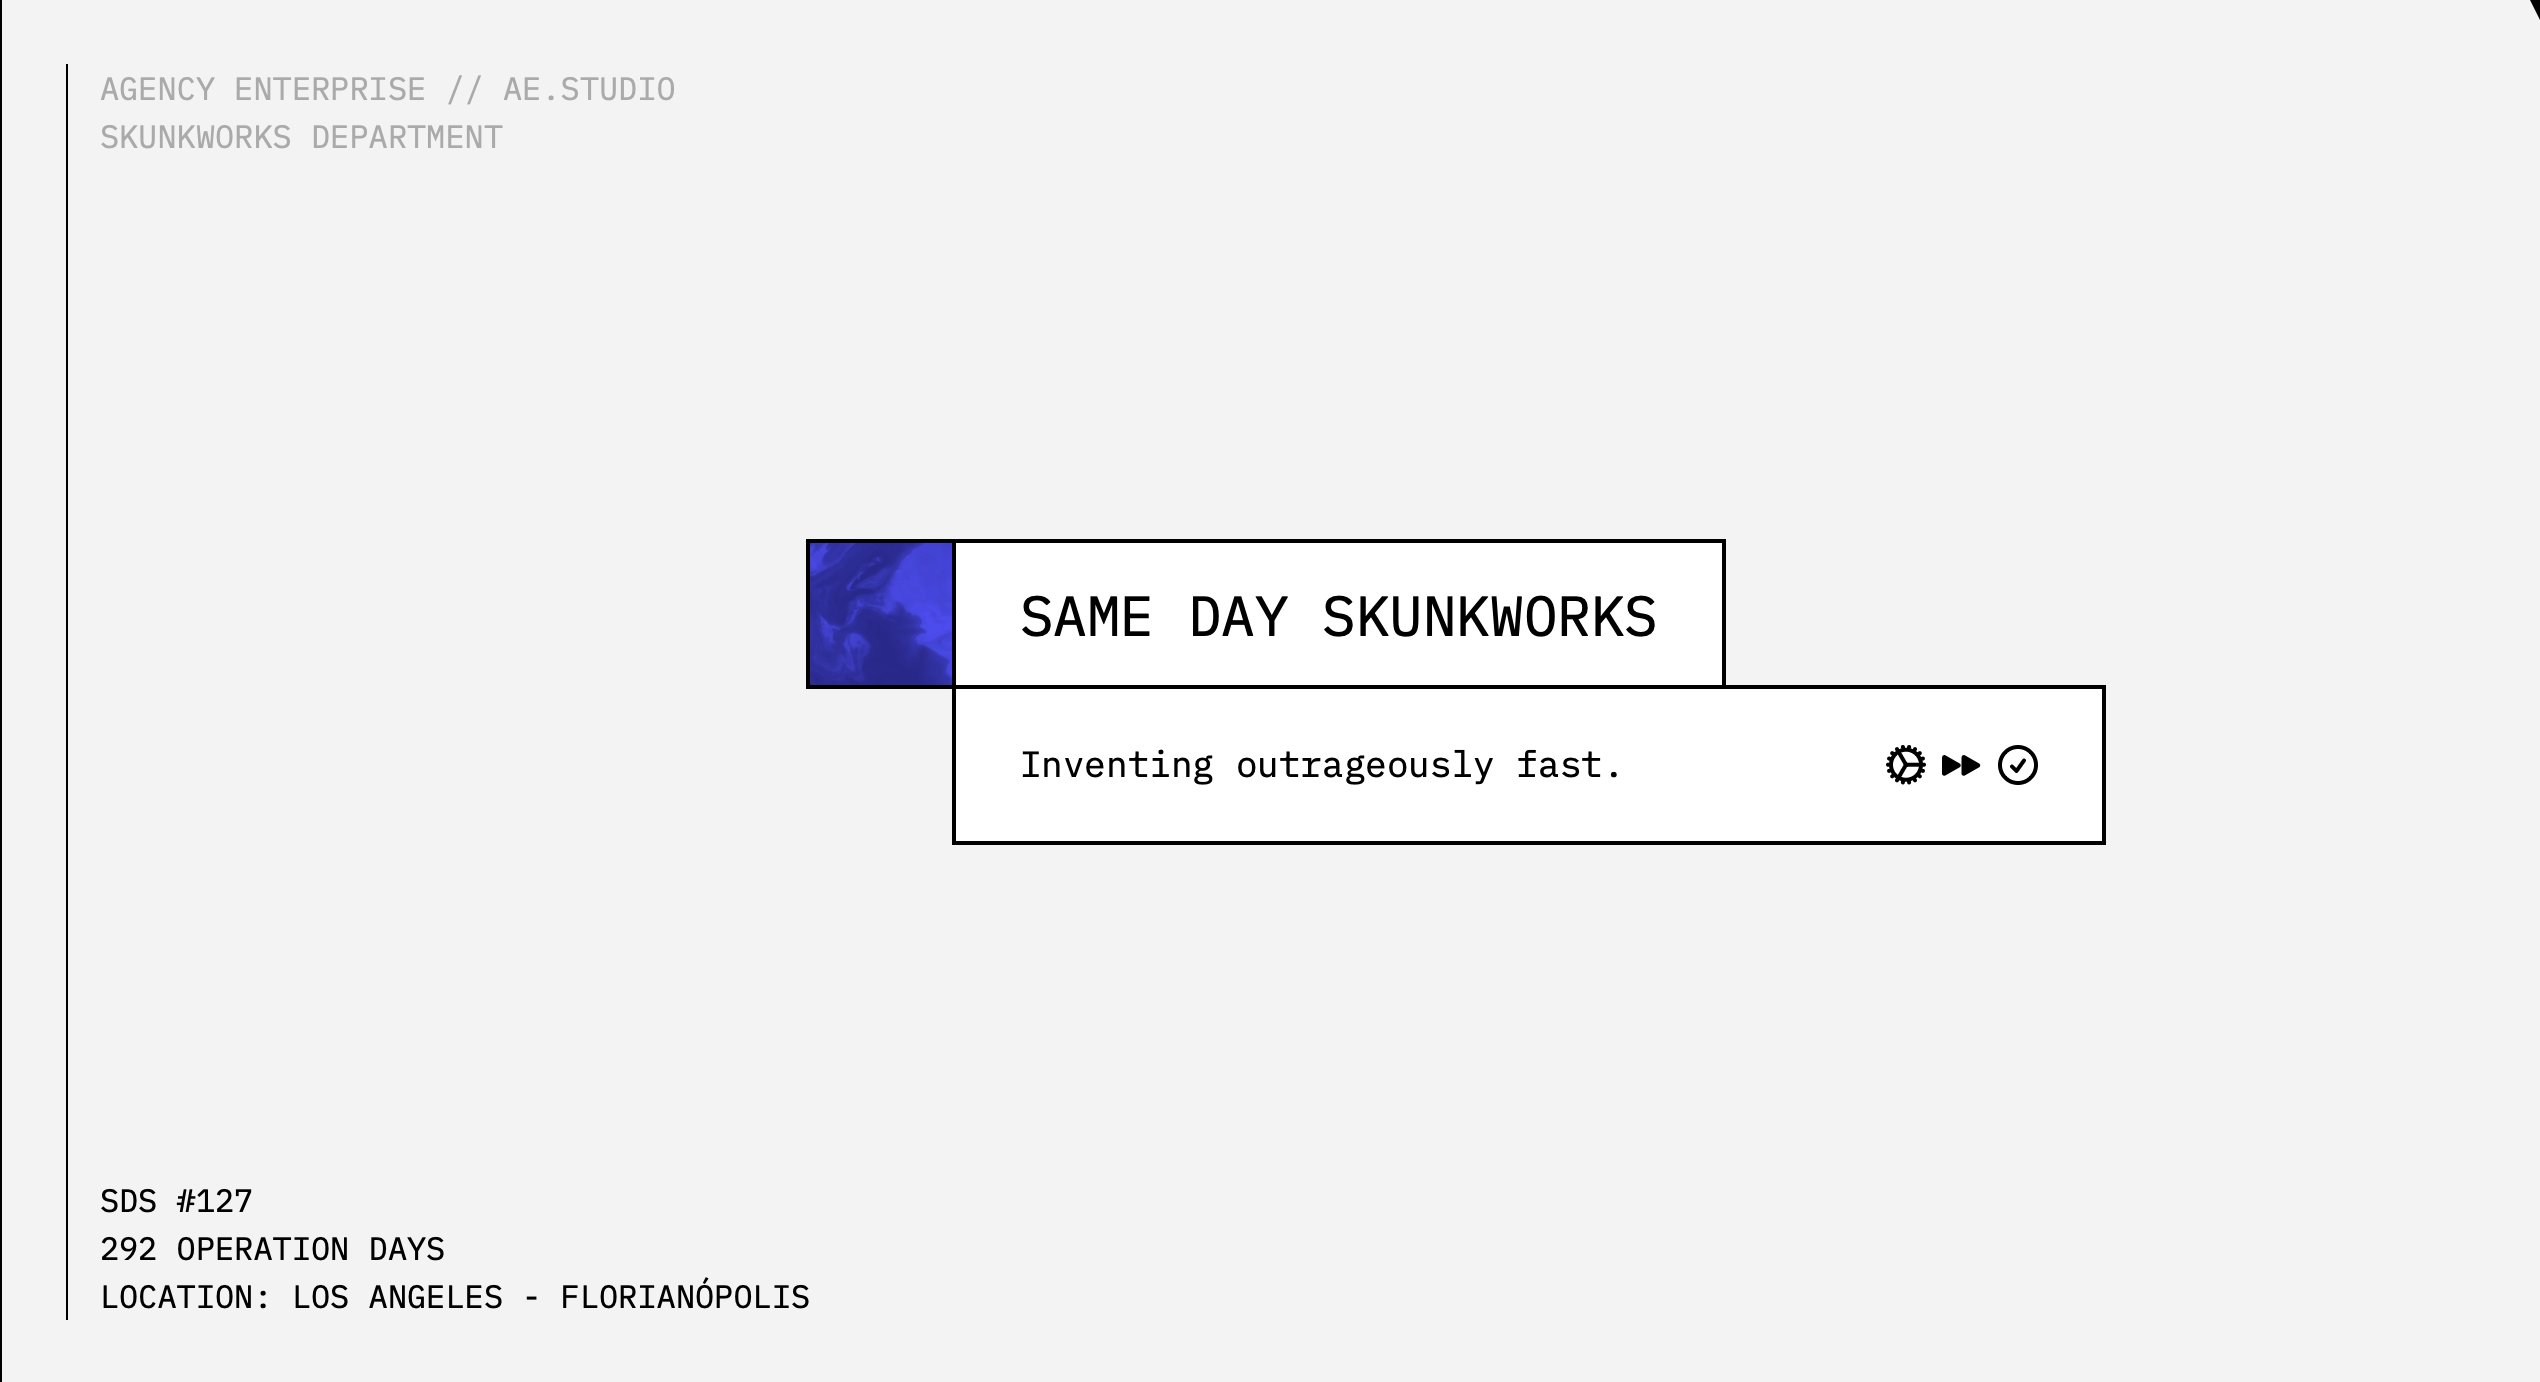 AGENCY ENTERPRISE // AE.STUDIO
SKUNKWORKS DEPARTMENT
SAME DAY SKUNKWORKS
Inventing outrageously fast.
SDS #127
292 OPERATION DAYS
LOCATION: LOS ANGELES - FLORIANÓPOLIS